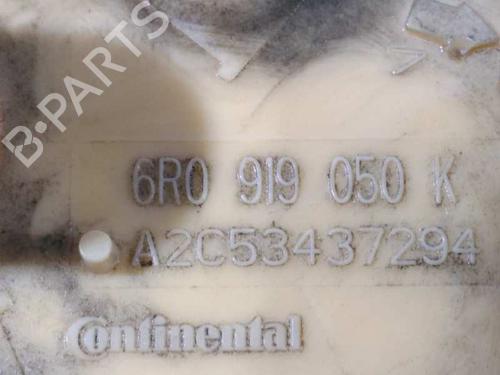 B-PARTS
6R0 919 050 K
A2C53437294
Continental